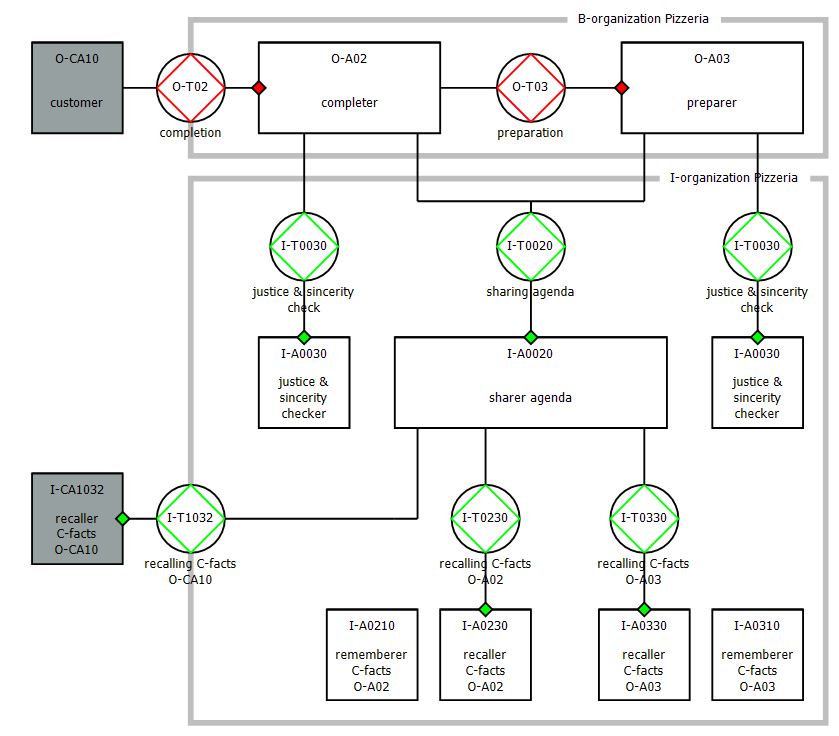 B-organization Pizzeria
O-CA10
customer
O-T02
completion
O-A02
completer
O-T03
preparation
O-A03
preparer
I-organization Pizzeria
I-T0030
justice & sincerity
check
I-T0020
sharing agenda
I-T0030
justice & sincerity
check
I-A0030
justice &
sincerity
checker
I-A0020
sharer agenda
I-A0030
justice &
sincerity
checker
I-CA1032
recaller
C-facts
O-CA10
I-T1032
recalling C-facts
O-CA10
I-T0230
recalling C-facts
O-A02
I-T0330
recalling C-facts
O-A03
I-A0210
rememberer
C-facts
O-A02
I-A0230
recaller
C-facts
O-A02
I-A0330
recaller
C-facts
O-A03
I-A0310
rememberer
C-facts
O-A03